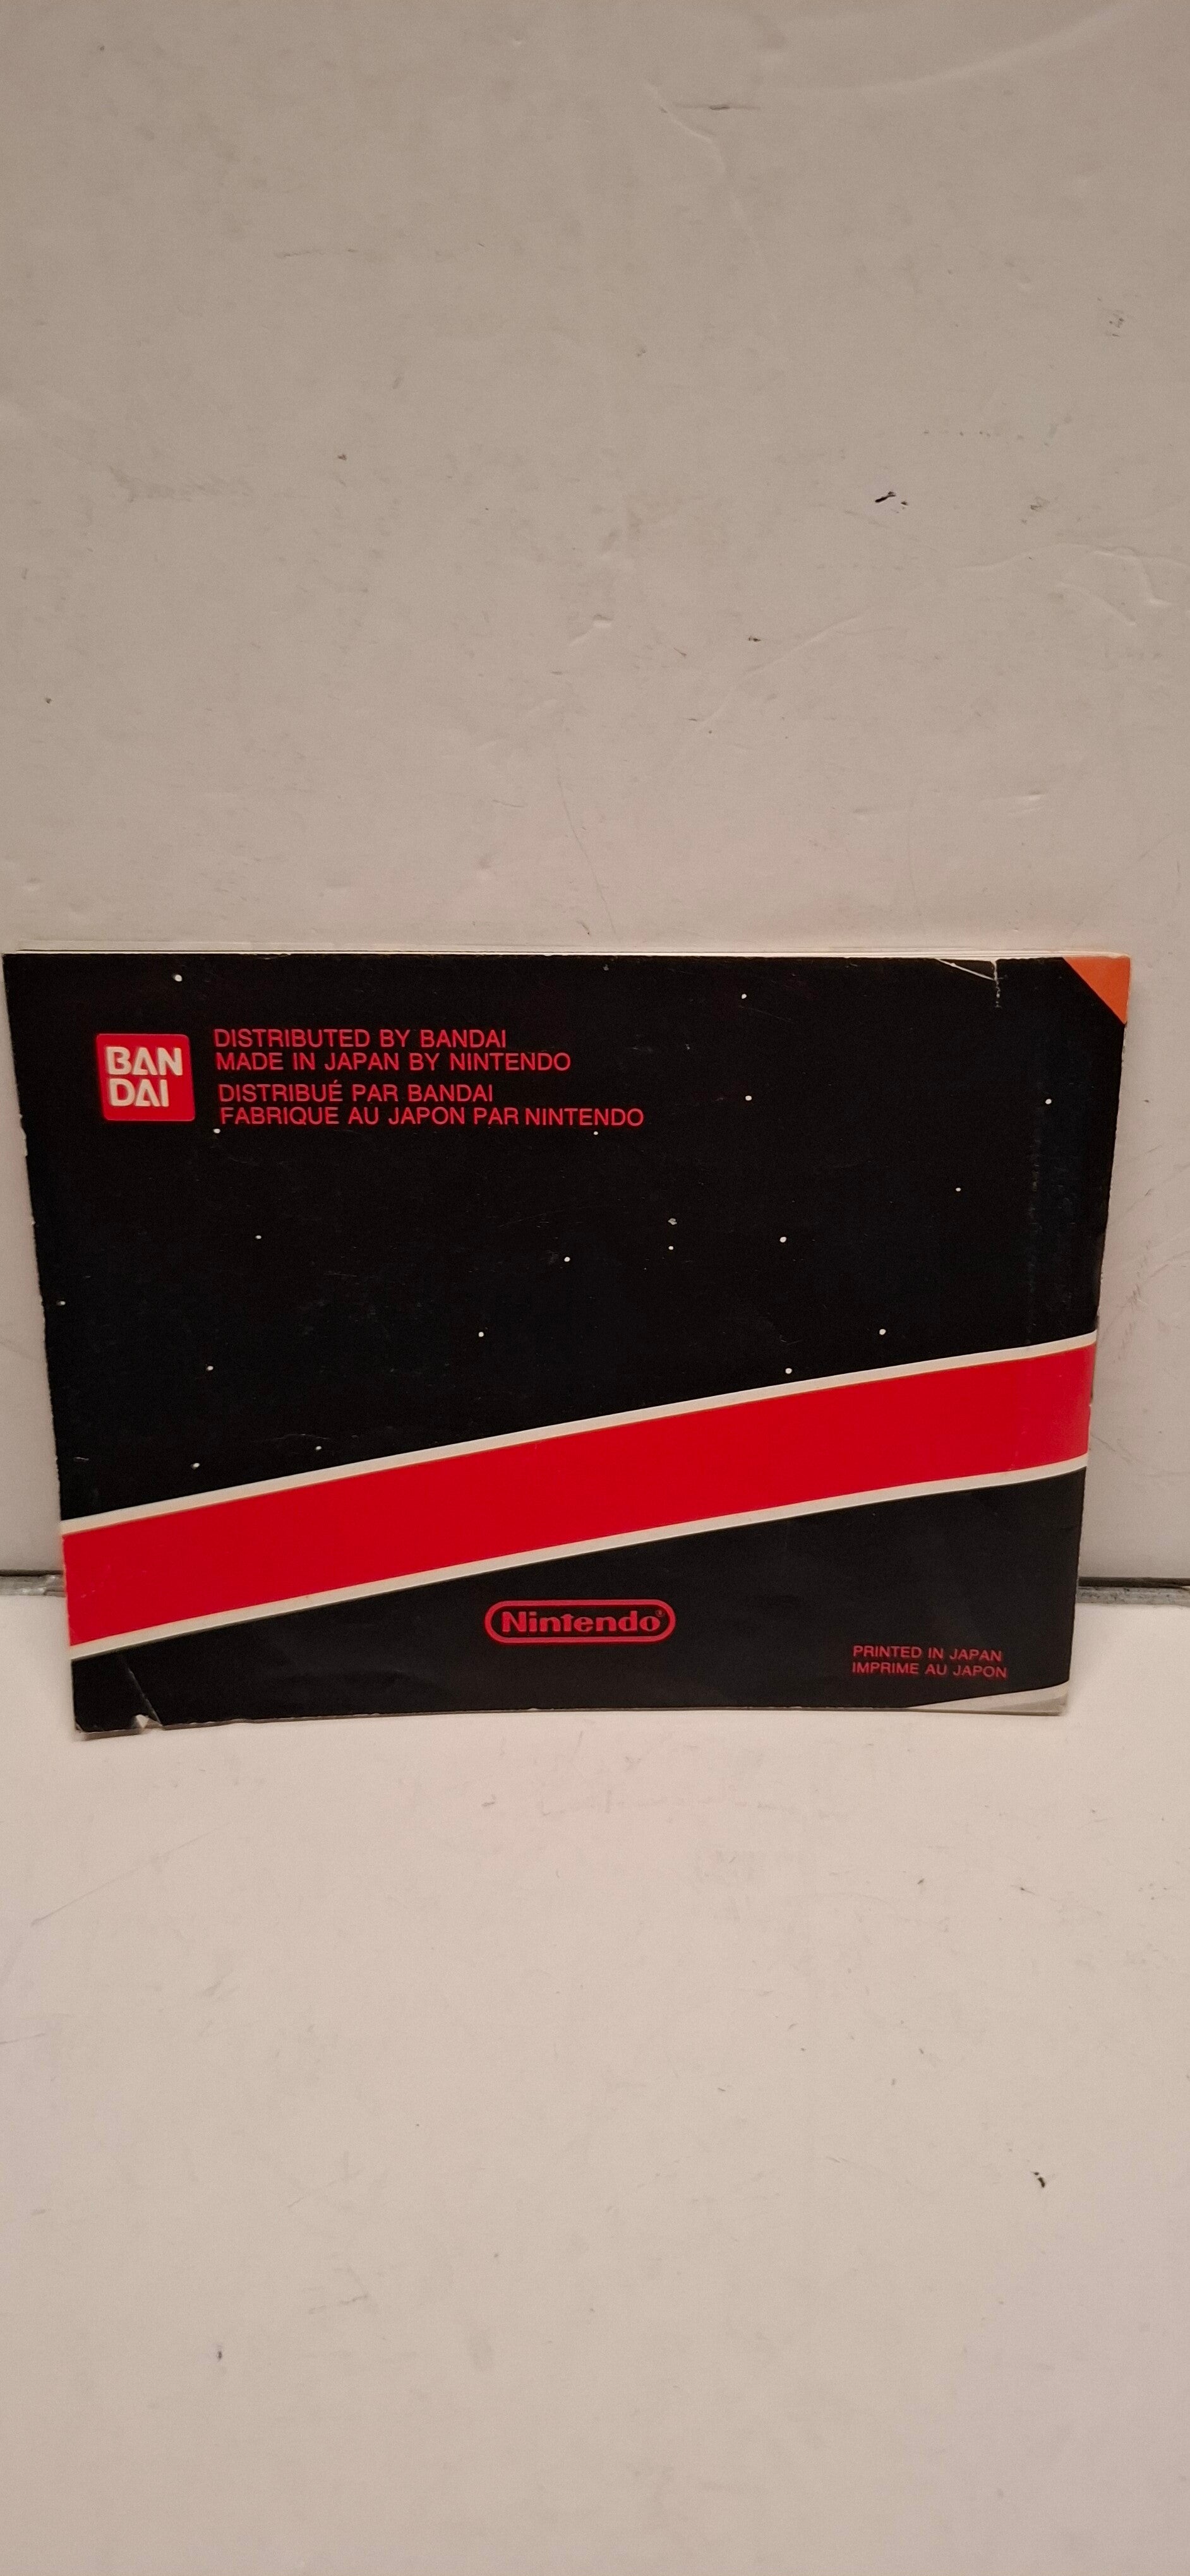 BAN
DAI
DISTRIBUTED BY BANDAI
MADE IN JAPAN BY NINTENDO
DISTRIBUÉ PAR BANDAI
FABRIQUE AU JAPON PAR NINTENDO
Nintendo®
PRINTED IN JAPAN
IMPRIME AU JAPON